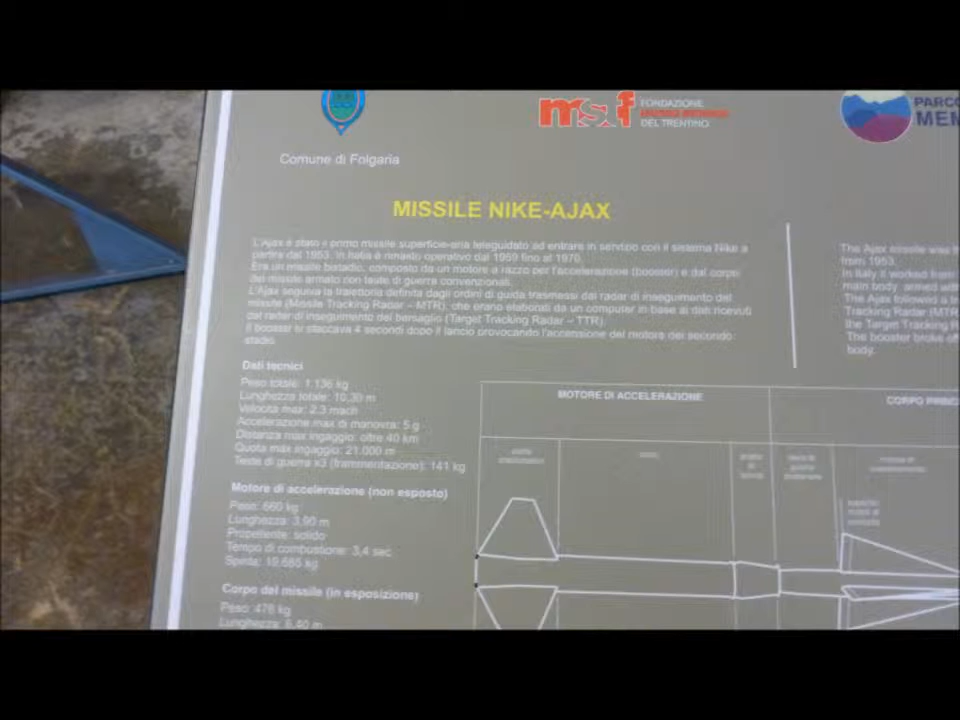 msf
FONDAZIONE
DEL TRENTINO
PARCO
MEM
Comune di Folgaria
MISSILE NIKE-AJAX
L'Ajax è stato il primo missile superficie-aria teleguidato ad entrare in servizio con il sistema Nike a
partire dal 1953. In Italia è rimasto operativo dal 1959 fino al 1970.
Era un missile bistadio, composto da un motore a razzo per l'accelerazione (booster) e dal corpo
del missile armato con teste di guerra convenzionali.
L'Ajax seguiva la traiettoria definita dagli ordini di guida trasmessi dal radar di inseguimento del
missile (Missile Tracking Radar – MTR), che erano elaborati da un computer in base ai dati ricevuti
dal radar di inseguimento del bersaglio (Target Tracking Radar – TTR).
Il booster si staccava 4 secondi dopo il lancio provocando l'accensione del motore del secondo
stadio.
The Ajax missile was
from 1953.
In Italy it worked from
main body armed with
The Ajax followed a
Tracking Radar (MTR
the Target Tracking R
The booster broke of
body.
Dati tecnici
Peso totale: 1.136 kg
Lunghezza totale: 10,30 m
Velocità max: 2.3 mach
Accelerazione max di manovra: 5 g
Distanza max ingaggio: oltre 40 km
Quota max ingaggio: 21.000 m
Teste di guerra x3 (frammentazione): 141 kg
Motore di accelerazione (non esposto)
Peso: 660 kg
Lunghezza: 3,90 m
Propellente: solido
Tempo di combustione: 3,4 sec
Spinta: 19.685 kg
Corpo del missile (in esposizione)
Peso: 476 kg
Lunghezza: 6,40 m
MOTORE DI ACCELERAZIONE
CORPO PRINC